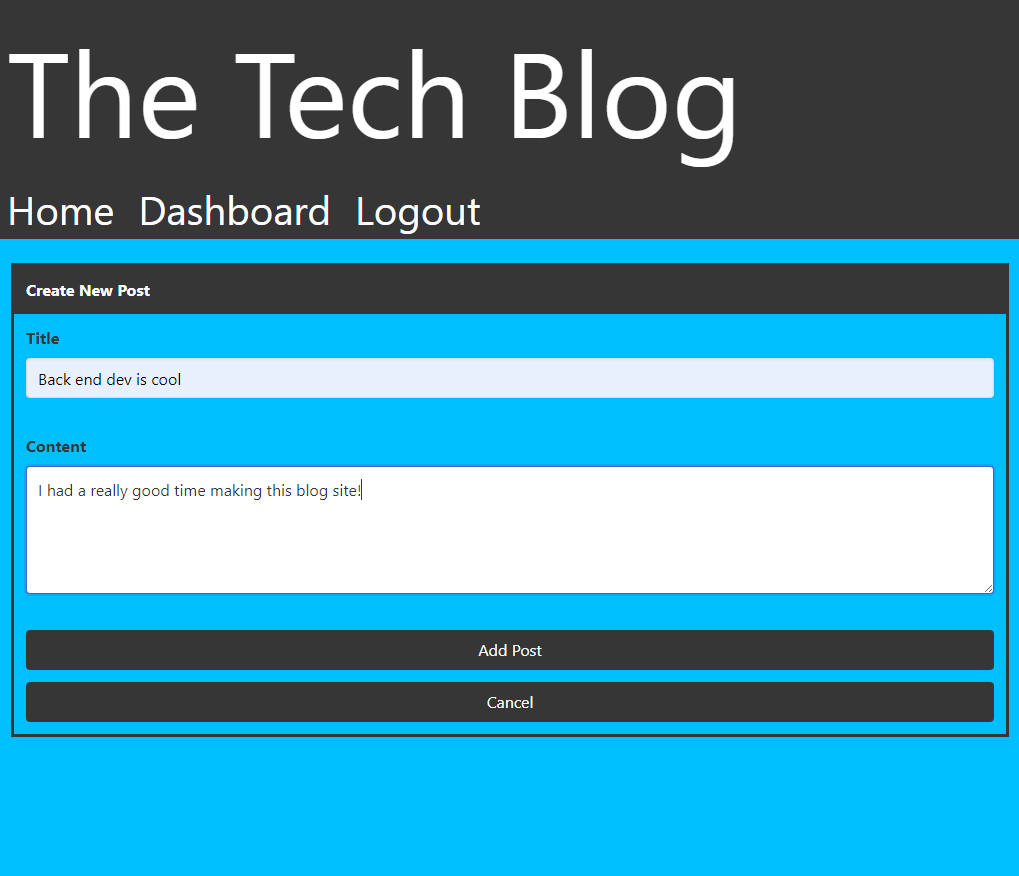 The Tech Blog
Home Dashboard Logout
Create New Post
Title
Back end dev is cool
Content
I had a really good time making this blog site!
Add Post
Cancel